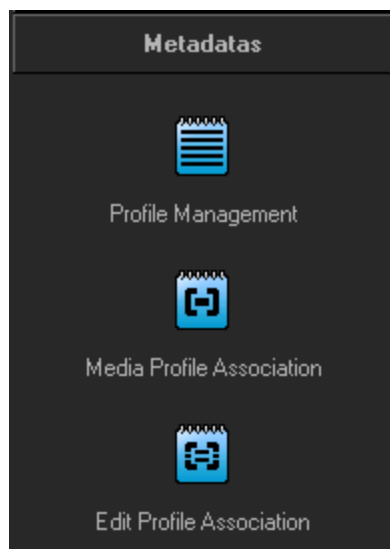 Metadatas
Profile Management
Media Profile Association
Edit Profile Association